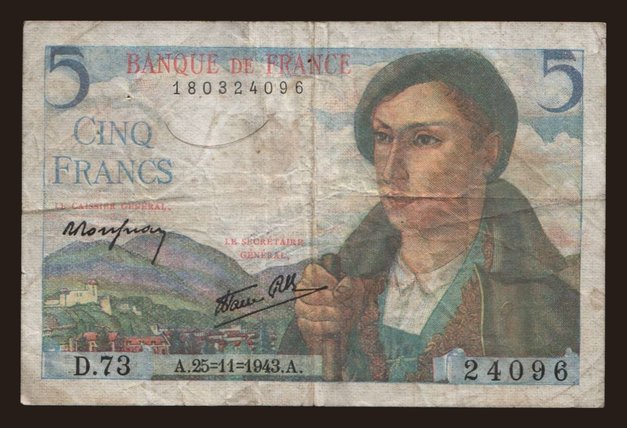 5 BANQUE DE FRANCE 5
180324096
CINQ
FRANCS
LE CAISSIER GÉNÉRAL,
LE SECRÉTAIRE
GÉNÉRAL,
D.73 A.25=11=1943.A. 24096